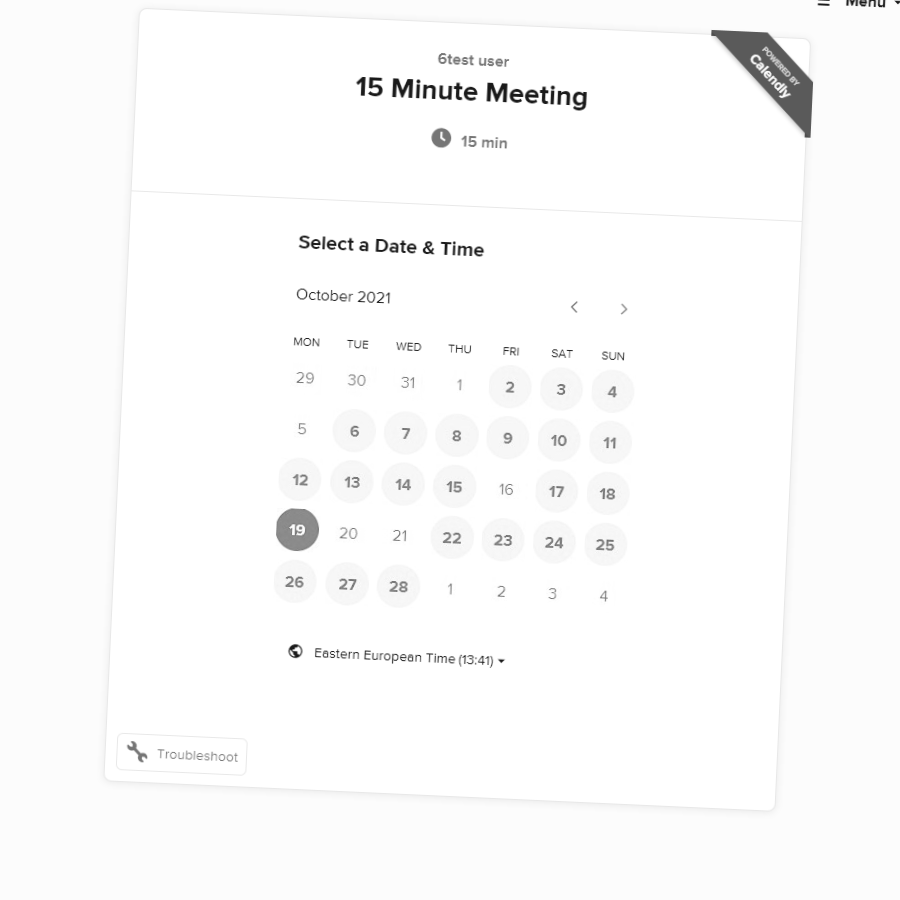 Menu
6test user
15 Minute Meeting
15 min
POWERED BY
Calendly
Select a Date & Time
October 2021
MON TUE WED THU FRI SAT SUN
29 30 31 1 2 3 4
5 6 7 8 9 10 11
12 13 14 15 16 17 18
19 20 21 22 23 24 25
26 27 28 1 2 3 4
Eastern European Time (13:41)
Troubleshoot